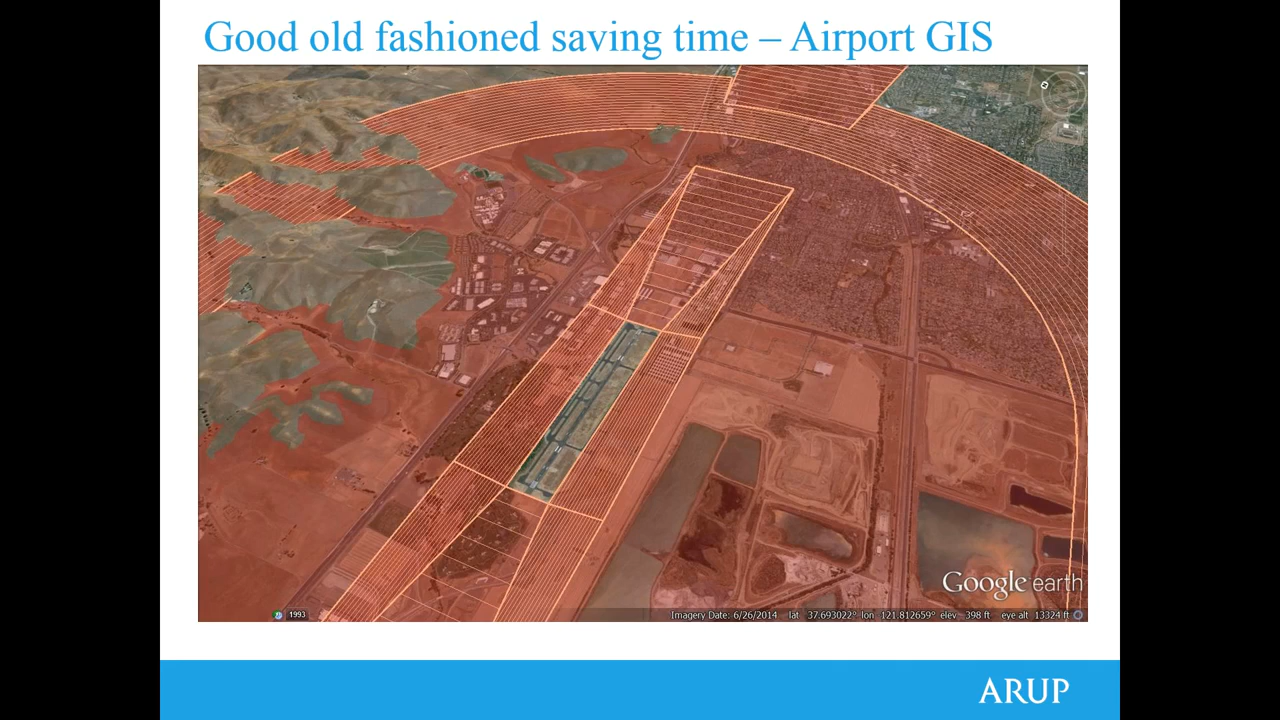 Good old fashioned saving time – Airport GIS
Google earth
1993
Imagery Date: 6/26/2014 lat 37.693022° lon -121.812659° elev 398 ft eye alt 13324 ft
ARUP